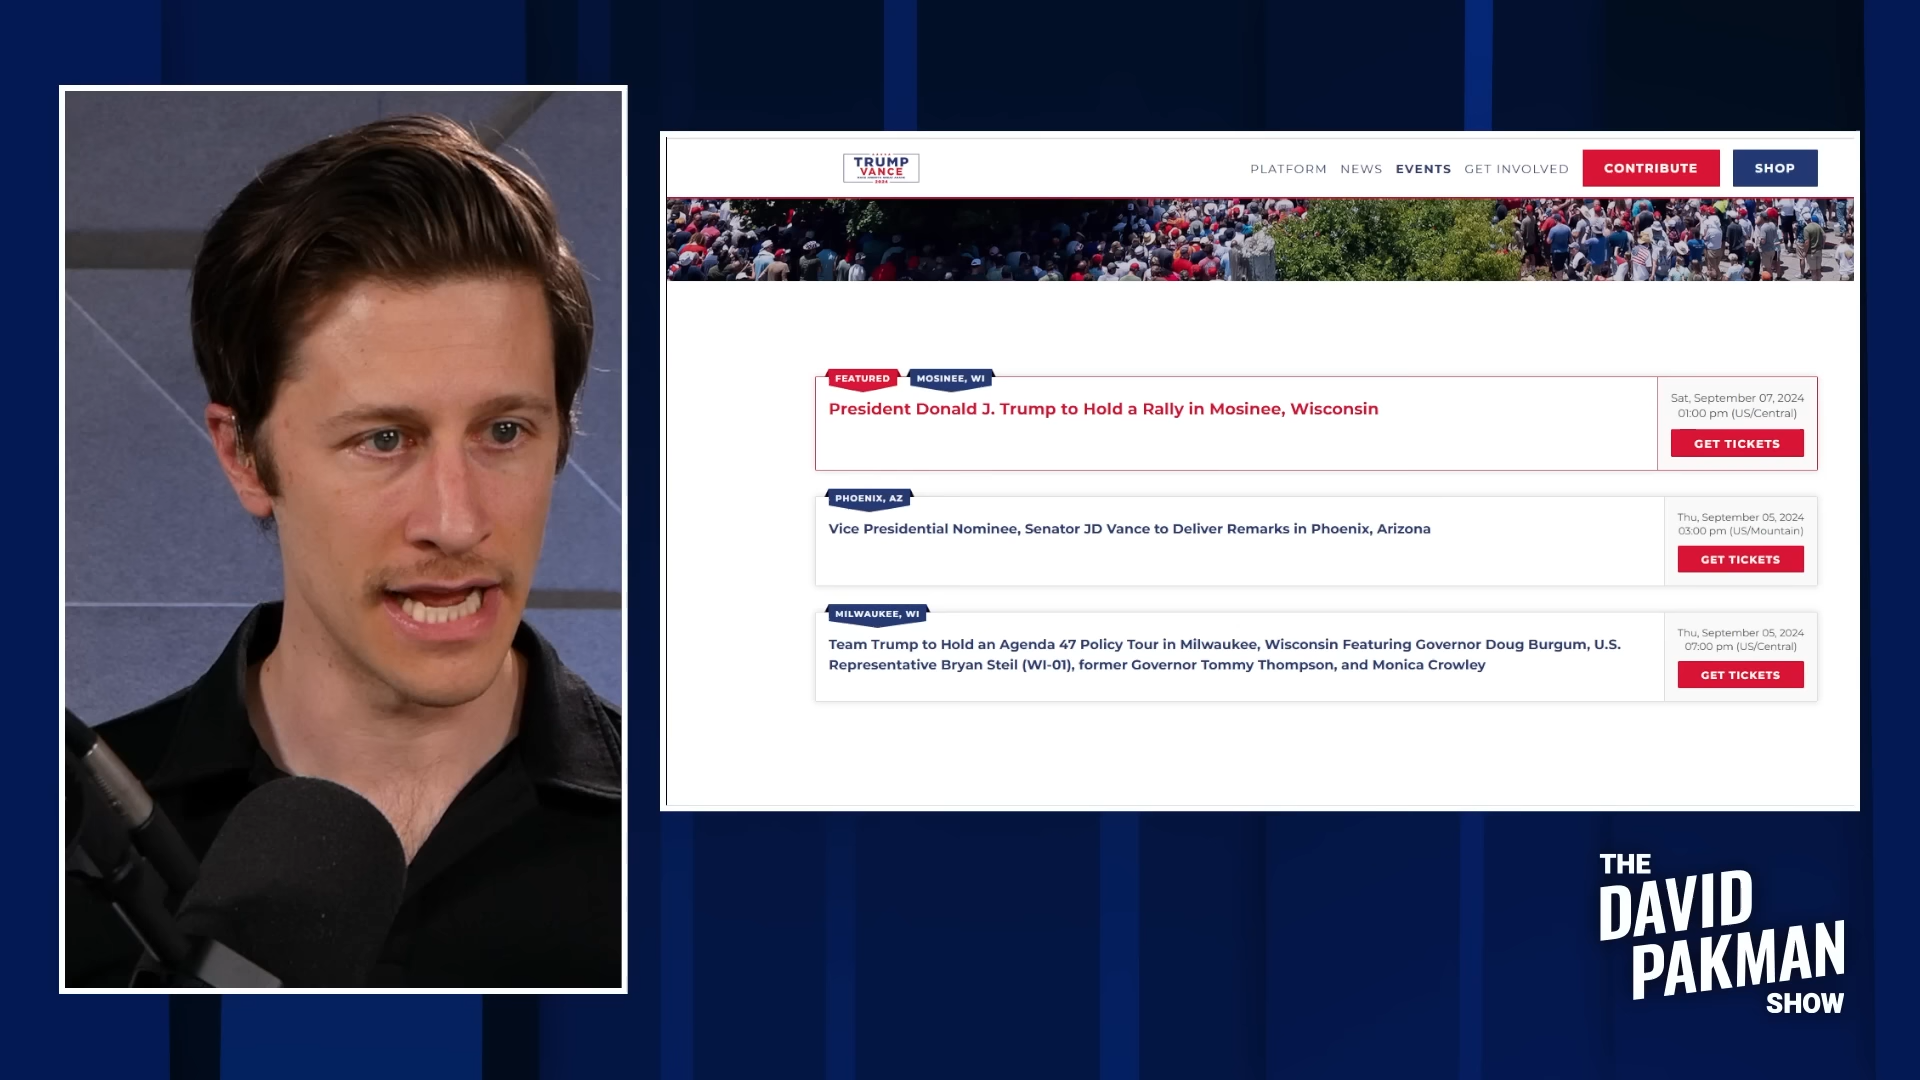 TRUMP
VANCE
2024
PLATFORM NEWS EVENTS GET INVOLVED CONTRIBUTE SHOP
FEATURED MOSINEE, WI
President Donald J. Trump to Hold a Rally in Mosinee, Wisconsin
Sat, September 07, 2024
01:00 pm (US/Central)
GET TICKETS
PHOENIX, AZ
Vice Presidential Nominee, Senator JD Vance to Deliver Remarks in Phoenix, Arizona
Thu, September 05, 2024
03:00 pm (US/Mountain)
GET TICKETS
MILWAUKEE, WI
Team Trump to Hold an Agenda 47 Policy Tour in Milwaukee, Wisconsin Featuring Governor Doug Burgum, U.S.
Representative Bryan Steil (WI-01), former Governor Tommy Thompson, and Monica Crowley
Thu, September 05, 2024
07:00 pm (US/Central)
GET TICKETS
THE
DAVID
PAKMAN
SHOW